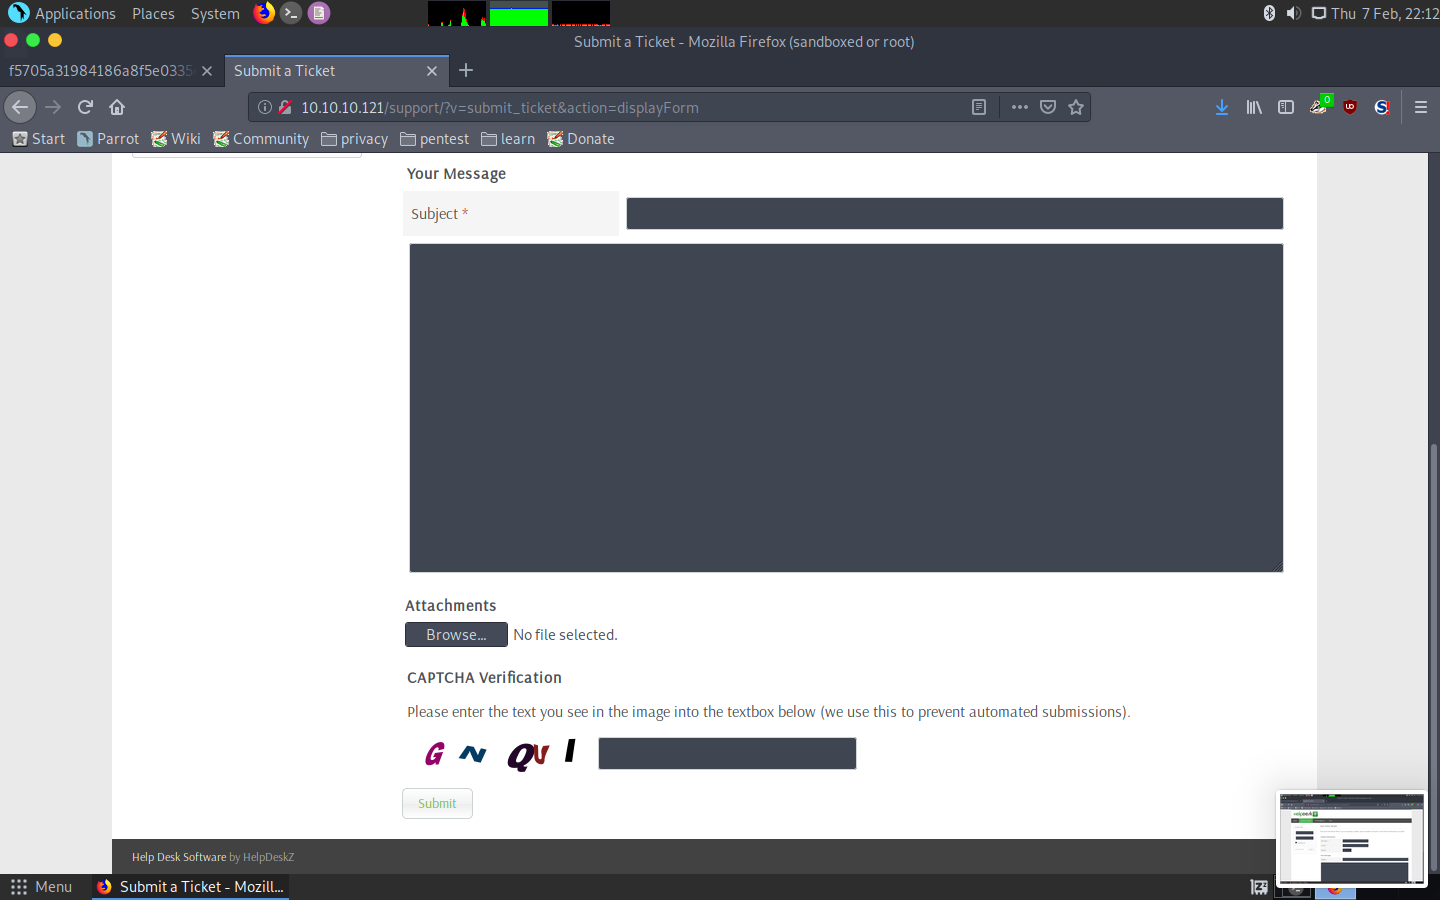 Applications Places System Thu 7 Feb, 22:12
Submit a Ticket - Mozilla Firefox (sandboxed or root)
f5705a31984186a8f5e0335 Submit a Ticket
10.10.10.121/support/?v=submit_ticket&action=displayForm
0
Start Parrot Wiki Community privacy pentest learn Donate
Your Message
Subject *
Attachments
Browse... No file selected.
CAPTCHA Verification
Please enter the text you see in the image into the textbox below (we use this to prevent automated submissions).
G N Q V I
Submit
Help Desk Software by HelpDeskZ
Menu Submit a Ticket - Mozill...